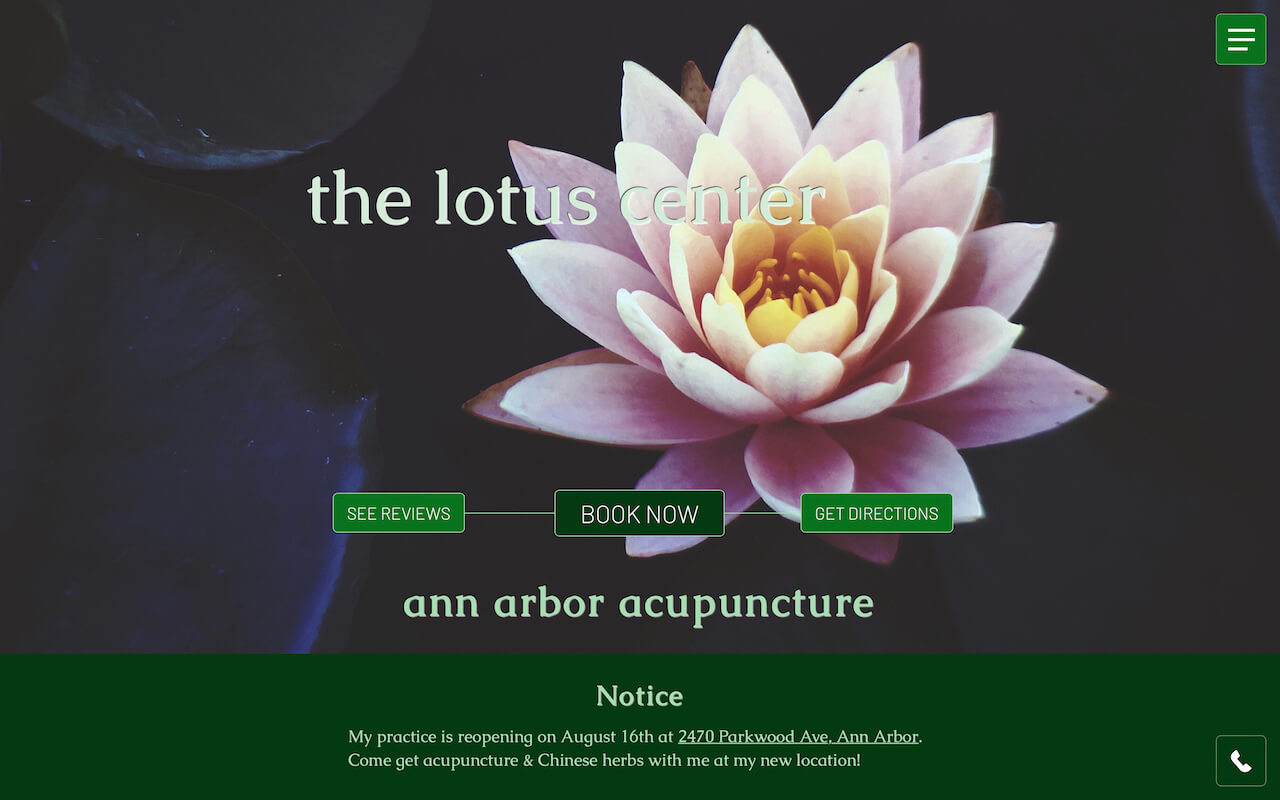 the lotus center
SEE REVIEWS
BOOK NOW
GET DIRECTIONS
ann arbor acupuncture
Notice
My practice is reopening on August 16th at 2470 Parkwood Ave, Ann Arbor.
Come get acupuncture & Chinese herbs with me at my new location!